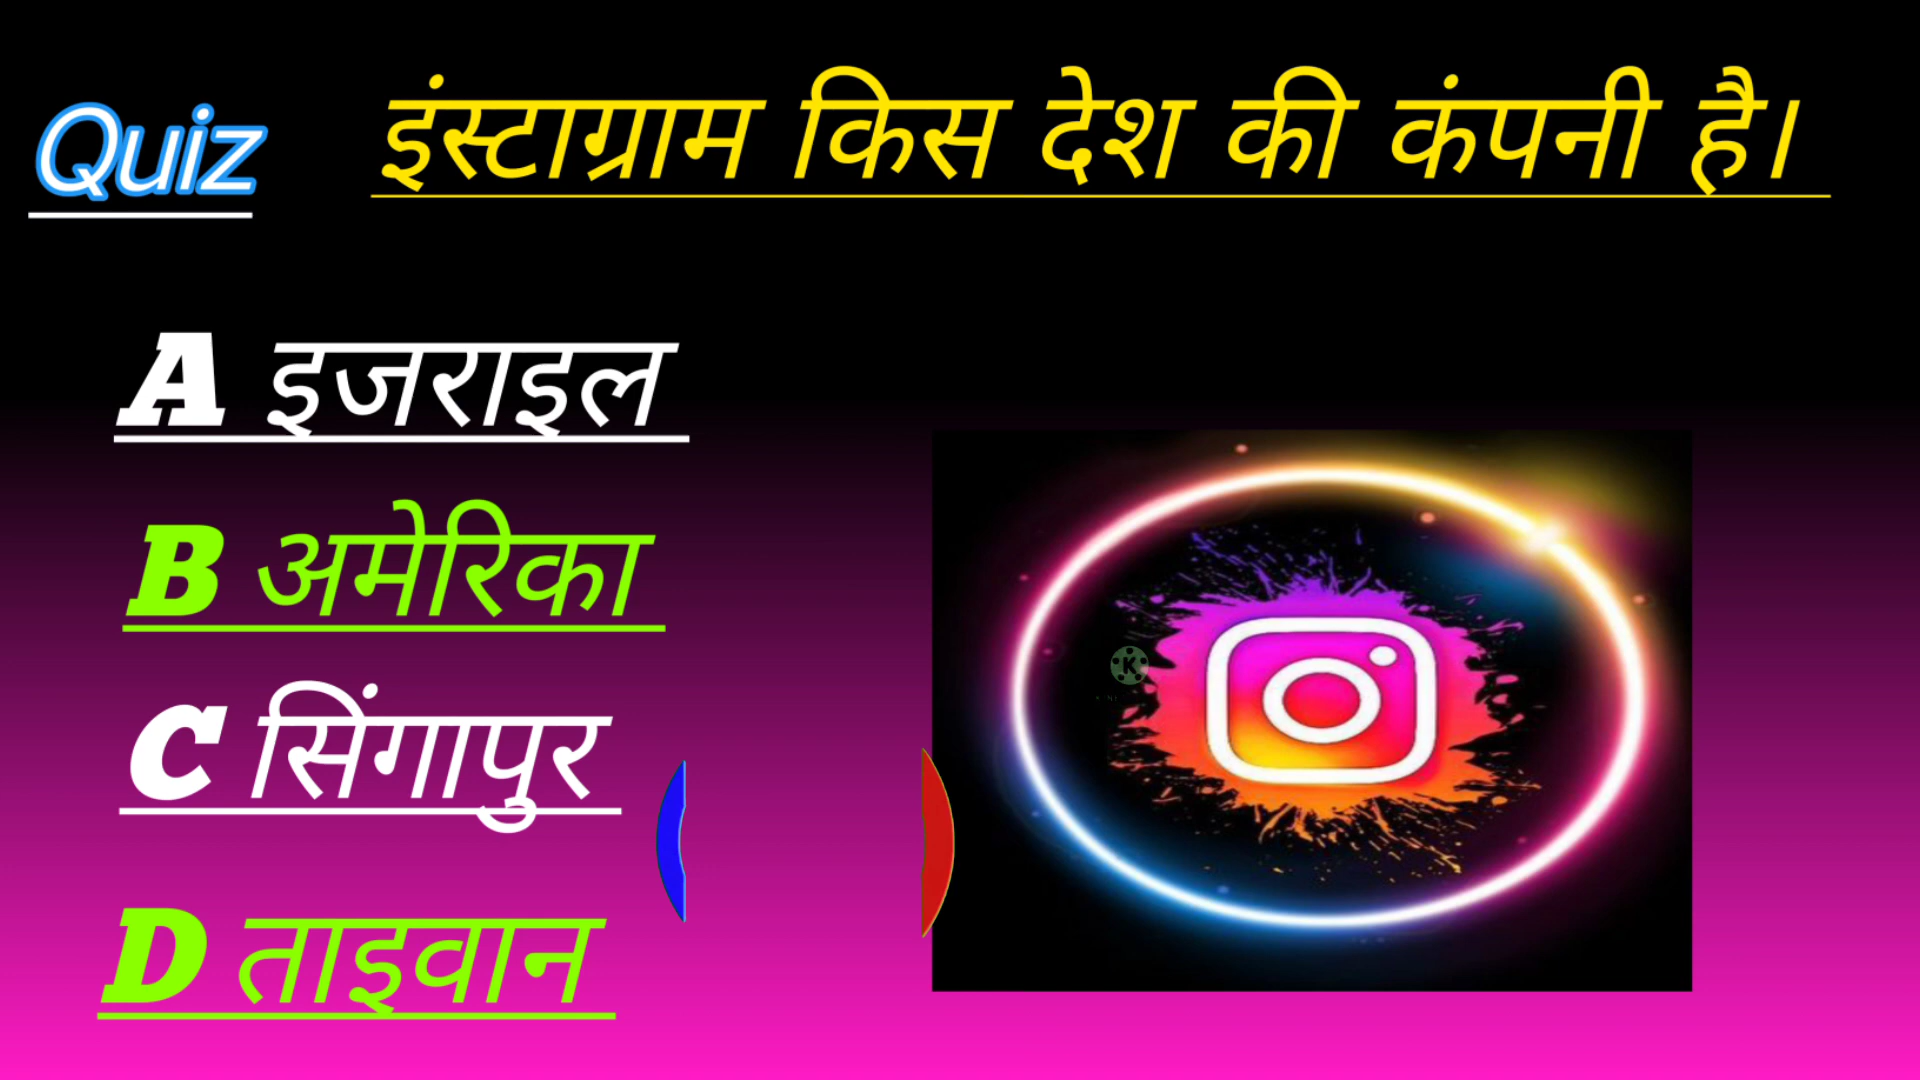 Quiz इंस्टाग्राम किस देश की कंपनी है।
A इजराइल
B अमेरिका
C सिंगापुर
D ताइवान
K